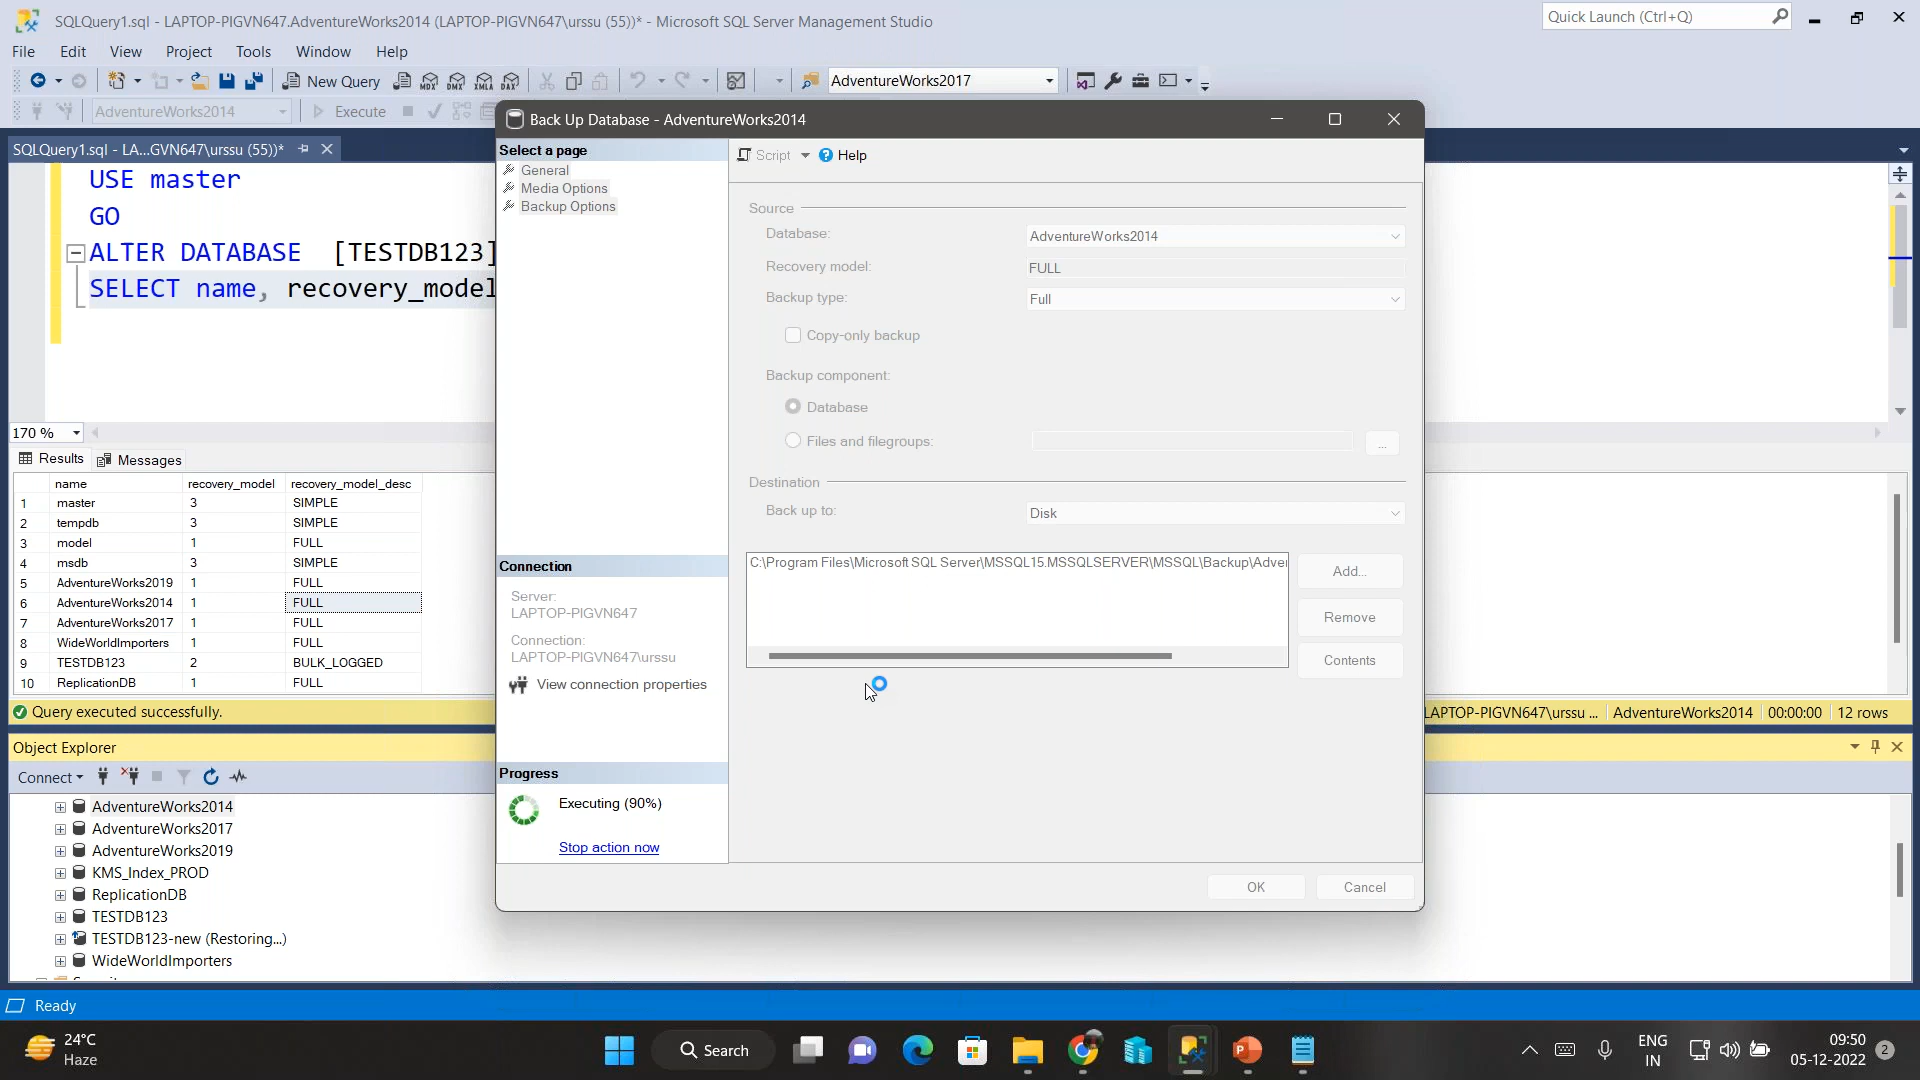 SQLQuery1.sql - LAPTOP-PIGVN647.AdventureWorks2014 (LAPTOP-PIGVN647\urssu (55))* - Microsoft SQL Server Management Studio
Quick Launch (Ctrl+Q)
File Edit View Project Tools Window Help
New Query MDX DMX XMLA DAX AdventureWorks2017
AdventureWorks2014 Execute
SQLQuery1.sql - LA...GVN647\urssu (55))*
USE master
GO
ALTER DATABASE [TESTDB123]
SELECT name, recovery_model
170 %
Results Messages
name recovery_model recovery_model_desc
1 master 3 SIMPLE
2 tempdb 3 SIMPLE
3 model 1 FULL
4 msdb 3 SIMPLE
5 AdventureWorks2019 1 FULL
6 AdventureWorks2014 1 FULL
7 AdventureWorks2017 1 FULL
8 WideWorldImporters 1 FULL
9 TESTDB123 2 BULK_LOGGED
10 ReplicationDB 1 FULL
Query executed successfully.
LAPTOP-PIGVN647\urssu ... AdventureWorks2014 00:00:00 12 rows
Object Explorer
Connect
AdventureWorks2014
AdventureWorks2017
AdventureWorks2019
KMS_Index_PROD
ReplicationDB
TESTDB123
TESTDB123-new (Restoring...)
WideWorldImporters
Back Up Database - AdventureWorks2014
Select a page
General
Media Options
Backup Options
Connection
Server:
LAPTOP-PIGVN647
Connection:
LAPTOP-PIGVN647\urssu
View connection properties
Progress
Executing (90%)
Stop action now
Script Help
Source
Database: AdventureWorks2014
Recovery model: FULL
Backup type: Full
Copy-only backup
Backup component:
Database
Files and filegroups: ...
Destination
Back up to: Disk
C:\Program Files\Microsoft SQL Server\MSSQL15.MSSQLSERVER\MSSQL\Backup\Adve
Add...
Remove
Contents
OK Cancel
Ready
24°C
Haze
Search
ENG
IN
09:50
05-12-2022
2